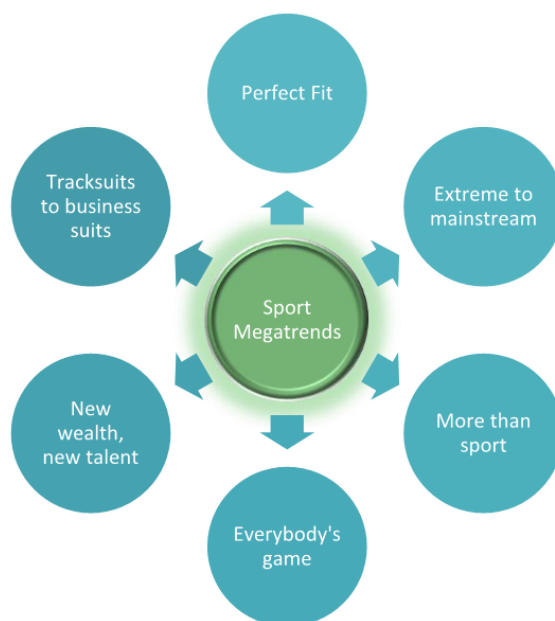 Perfect Fit
Tracksuits
to business
suits
Extreme to
mainstream
Sport
Megatrends
New
wealth,
new talent
More than
sport
Everybody's
game